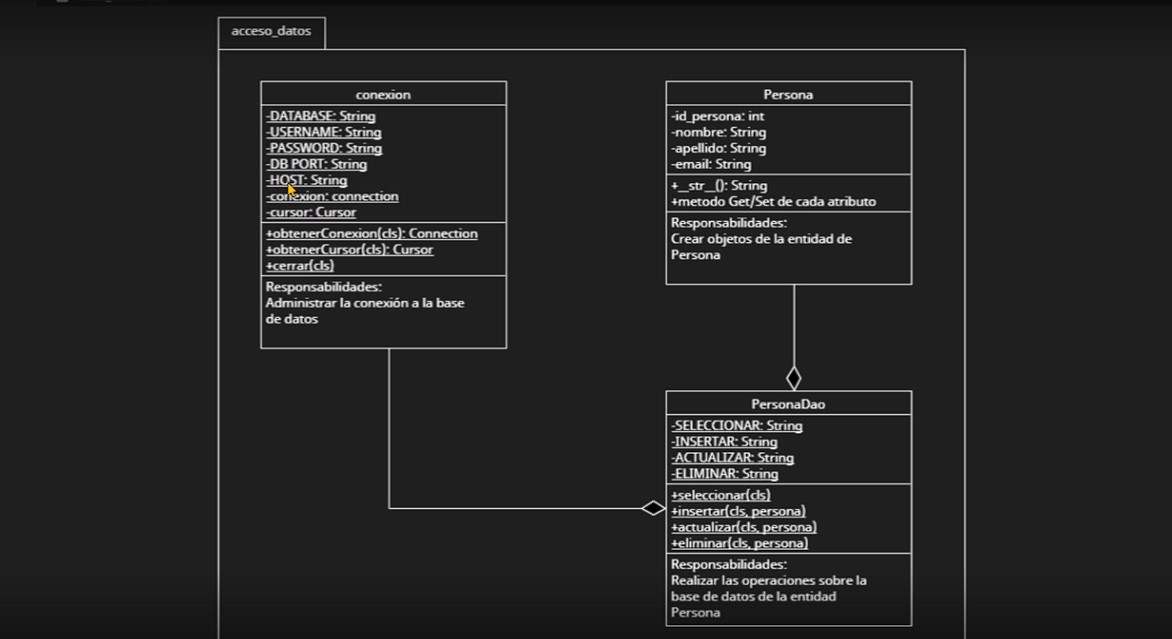 acceso_datos
conexion
-DATABASE: String
-USERNAME: String
-PASSWORD: String
-DB PORT: String
-HOST: String
-conexion: connection
-cursor: Cursor
+obtenerConexion(cls): Connection
+obtenerCursor(cls): Cursor
+cerrar(cls)
Responsabilidades:
Administrar la conexión a la base
de datos
Persona
-id_persona: int
-nombre: String
-apellido: String
-email: String
+__str__(): String
+metodo Get/Set de cada atributo
Responsabilidades:
Crear objetos de la entidad de
Persona
PersonaDao
-SELECCIONAR: String
-INSERTAR: String
-ACTUALIZAR: String
-ELIMINAR: String
+seleccionar(cls)
+insertar(cls, persona)
+actualizar(cls, persona)
+eliminar(cls, persona)
Responsabilidades:
Realizar las operaciones sobre la
base de datos de la entidad
Persona